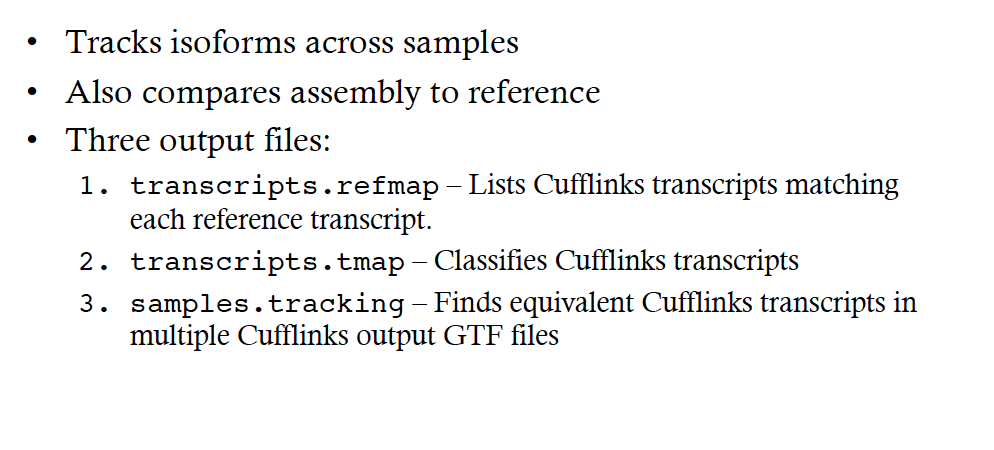 • Tracks isoforms across samples
• Also compares assembly to reference
• Three output files:
1. transcripts.refmap – Lists Cufflinks transcripts matching
each reference transcript.
2. transcripts.tmap – Classifies Cufflinks transcripts
3. samples.tracking – Finds equivalent Cufflinks transcripts in
multiple Cufflinks output GTF files